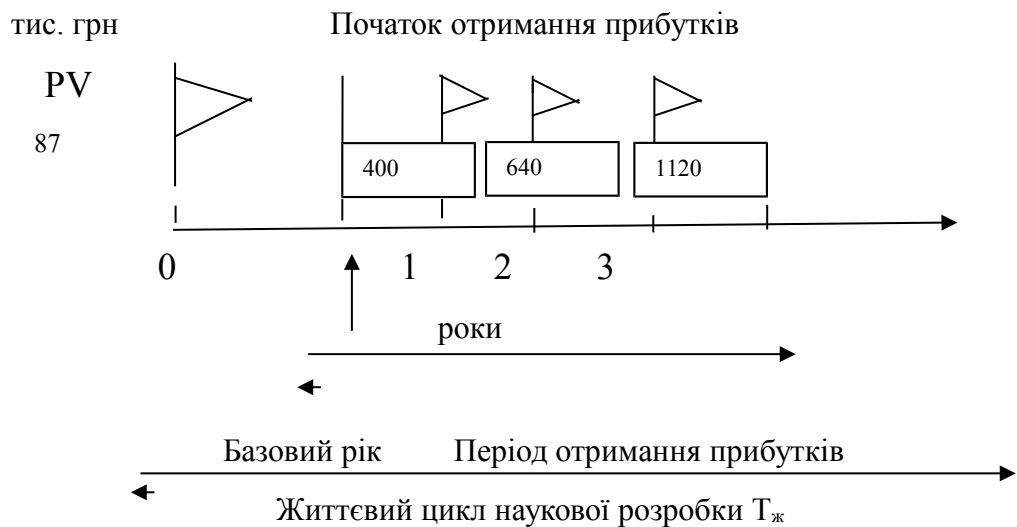 тис. грн Початок отримання прибутків
PV
87
400 640 1120
0 1 2 3
роки
Базовий рік Період отримання прибутків
Життєвий цикл наукової розробки Тж